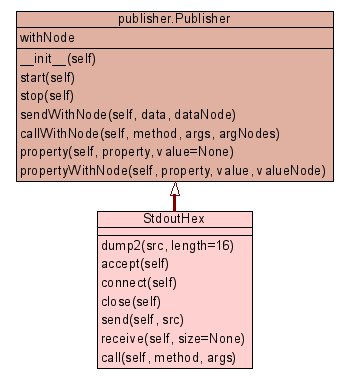 publisher.Publisher
withNode
__init__(self)
start(self)
stop(self)
sendWithNode(self, data, dataNode)
callWithNode(self, method, args, argNodes)
property(self, property, value=None)
propertyWithNode(self, property, value, valueNode)
StdoutHex
dump2(src, length=16)
accept(self)
connect(self)
close(self)
send(self, src)
receive(self, size=None)
call(self, method, args)